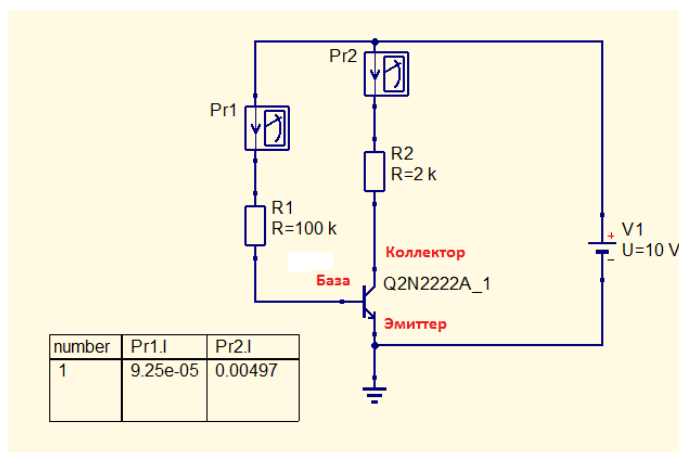 Pr2
Pr1
R2
R=2 k
R1
R=100 k
V1
U=10 V
+
–
Коллектор
База
Q2N2222A_1
Эмиттер
number Pr1.I Pr2.I
1 9.25e-05 0.00497